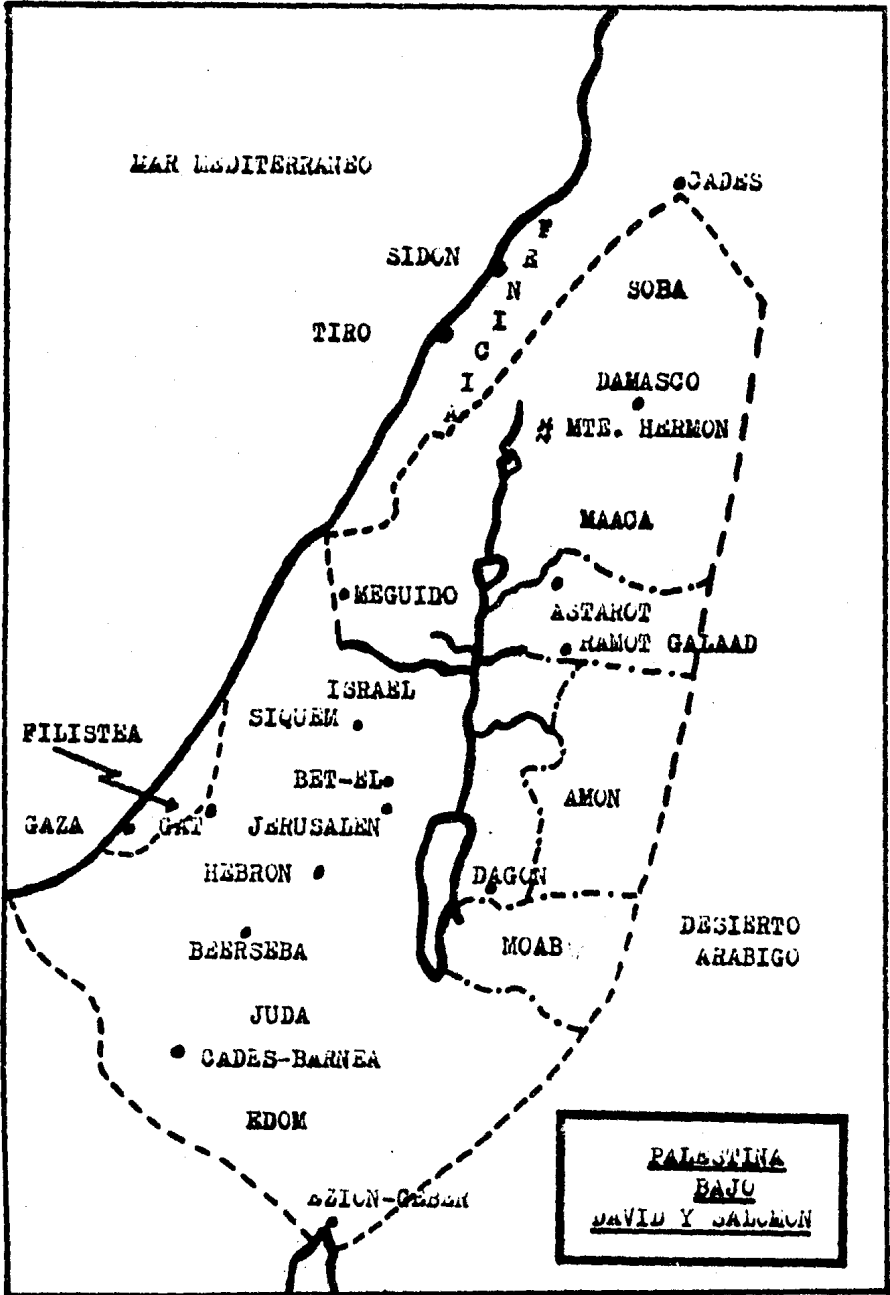 MAR MEDITERRANEO
CADES
SIDON
FENICIA
SOBA
TIRO
DAMASCO
MTE. HERMON
MAACA
MEGUIDO
ASTAROT
RAMOT GALAAD
ISRAEL
SIQUEM
FILISTEA
BET-EL
AMON
GAZA
GAT
JERUSALEN
HEBRON
DAGON
BEERSEBA
MOAB
DESIERTO
ARABIGO
JUDA
CADES-BARNEA
EDOM
EZION-GEBER
PALESTINA
BAJO
DAVID Y SALOMON